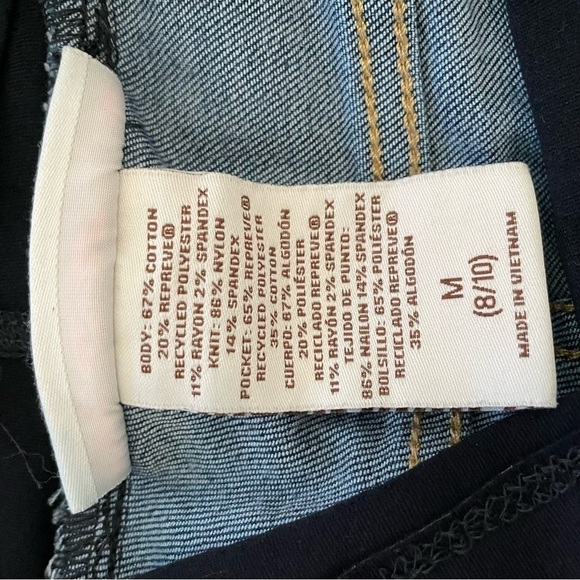 BODY: 67% COTTON
20% REPREVE®
RECYCLED POLYESTER
11% RAYON 2% SPANDEX
KNIT: 86% NYLON
14% SPANDEX
POCKET: 65% REPREVE®
RECYCLED POLYESTER
35% COTTON
CUERPO: 67% ALGODÓN
20% POLIÉSTER
RECICLADO REPREVE®
11% RAYÓN 2% SPANDEX
TEJIDO DE PUNTO:
86% NAILON 14% SPANDEX
BOLSILLO: 65% POLIÉSTER
RECICLADO REPREVE®
35% ALGODÓN
M
(8/10)
MADE IN VIETNAM